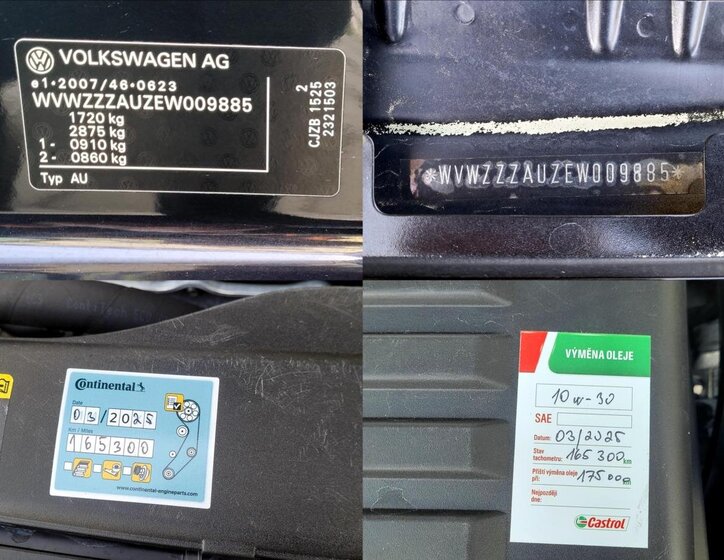 VOLKSWAGEN AG
e1*2007/46*0623
WVWZZZAUZEW009885
1720 kg
2875 kg
1- 0910 kg
2- 0860 kg
Typ AU
2
CJZB 1525
2321503
*WVWZZZAUZEW009885*
Continental
Date
03/2025
Km / Miles
165300
www.continental-engineparts.com
VÝMĚNA OLEJE
10w-30
SAE
Datum: 03/2025
Stav tachometru: 165 300 km
Příští výměna oleje při: 175000 km
Nejpozději dne:
Castrol